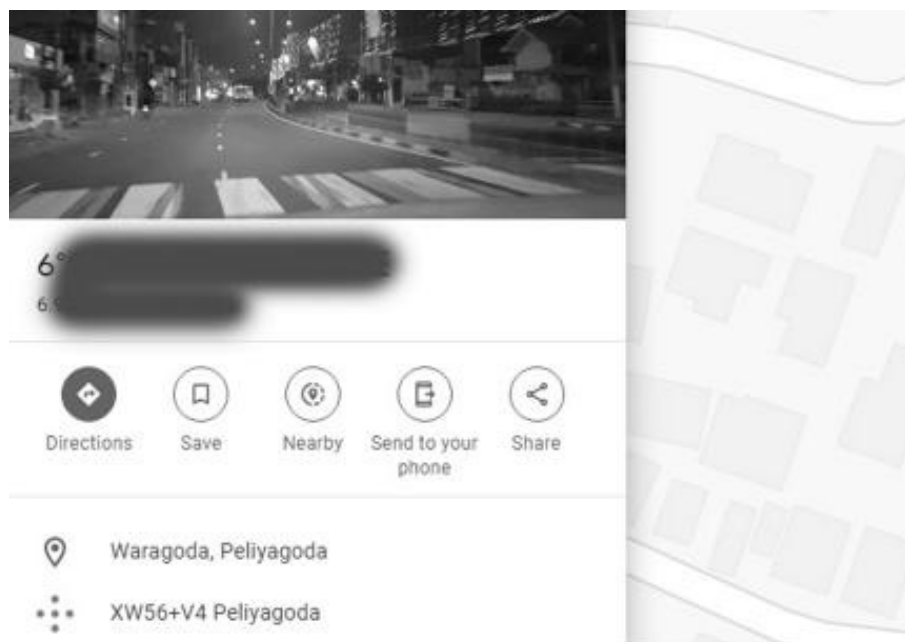 6°
6.
Directions
Save
Nearby
Send to your
phone
Share
Waragoda, Peliyagoda
XW56+V4 Peliyagoda